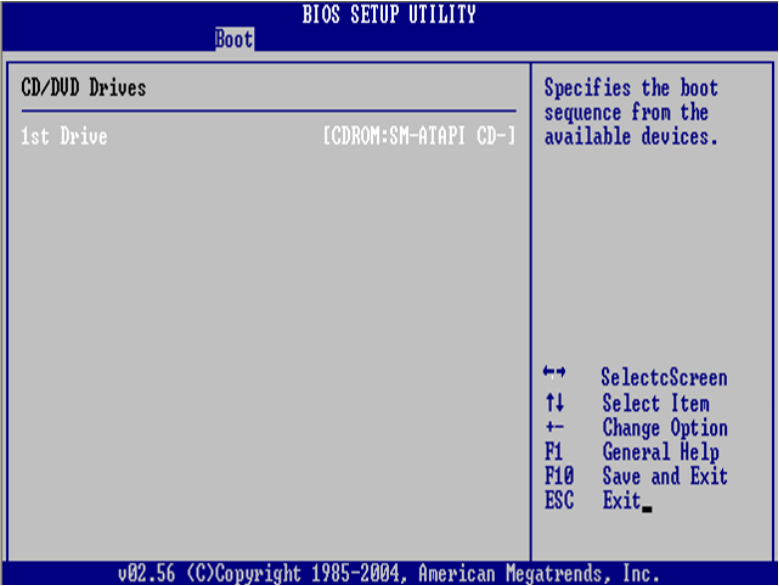 BIOS SETUP UTILITY
Boot
CD/DVD Drives
1st Drive [CDROM:SM-ATAPI CD-]
Specifies the boot
sequence from the
available devices.
←→ SelectcScreen
↑↓ Select Item
+- Change Option
F1 General Help
F10 Save and Exit
ESC Exit
v02.56 (C)Copyright 1985-2004, American Megatrends, Inc.